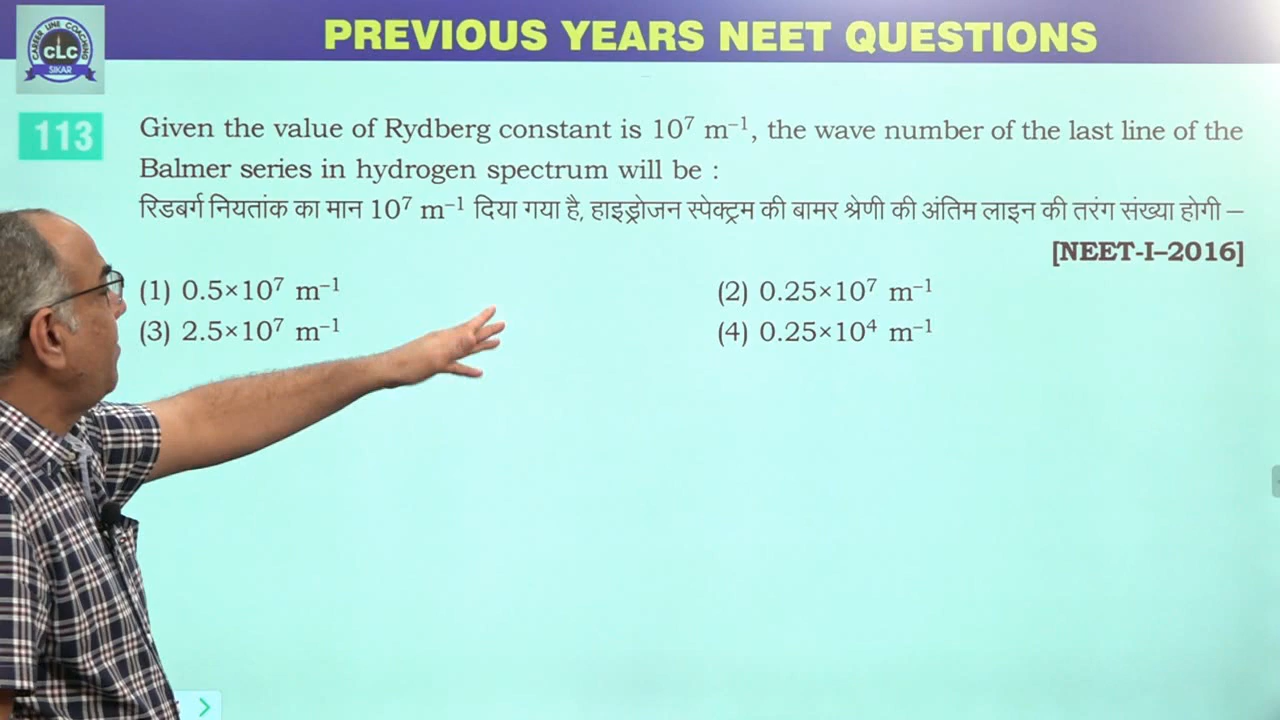 PREVIOUS YEARS NEET QUESTIONS
CAREER LINE COACHING
CLC
SIKAR
113
Given the value of Rydberg constant is 10⁷ m⁻¹, the wave number of the last line of the
Balmer series in hydrogen spectrum will be :
रिडबर्ग नियतांक का मान 10⁷ m⁻¹ दिया गया है, हाइड्रोजन स्पेक्ट्रम की बामर श्रेणी की अंतिम लाइन की तरंग संख्या होगी –
[NEET-I–2016]
(1) 0.5×10⁷ m⁻¹ (2) 0.25×10⁷ m⁻¹
(3) 2.5×10⁷ m⁻¹ (4) 0.25×10⁴ m⁻¹